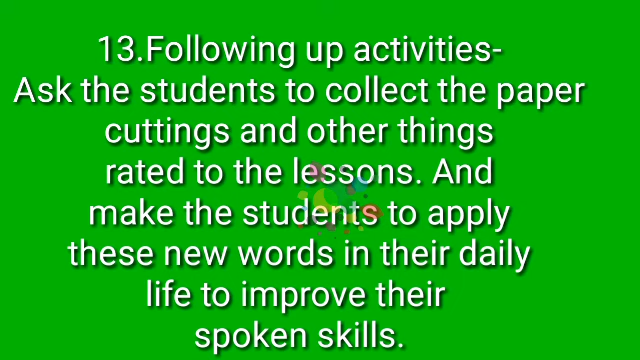 13.Following up activities-
Ask the students to collect the paper
cuttings and other things
rated to the lessons. And
make the students to apply
these new words in their daily
life to improve their
spoken skills.